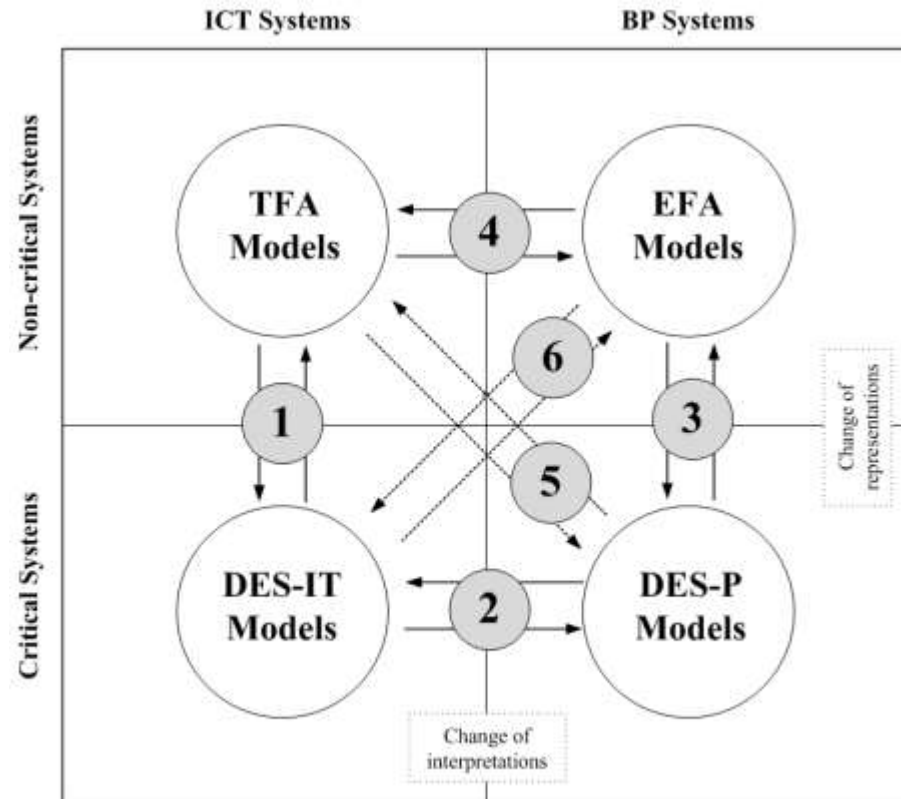 ICT Systems
BP Systems
Non-critical Systems
Critical Systems
TFA
Models
EFA
Models
4
6
1
3
5
2
Change of
representations
DES-IT
Models
DES-P
Models
Change of
interpretations